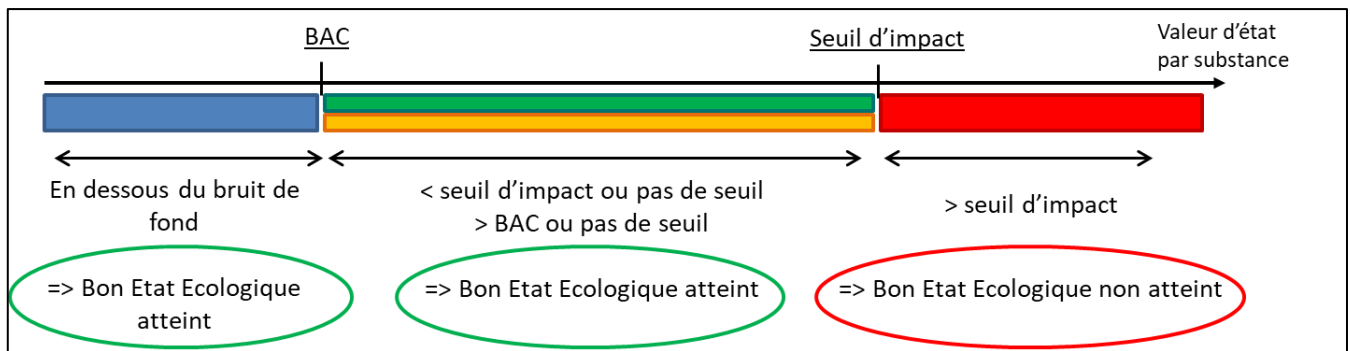 BAC
Seuil d'impact
Valeur d'état
par substance
En dessous du bruit de
fond
< seuil d'impact ou pas de seuil
> BAC ou pas de seuil
> seuil d'impact
=> Bon Etat Ecologique
atteint
=> Bon Etat Ecologique atteint
=> Bon Etat Ecologique non atteint